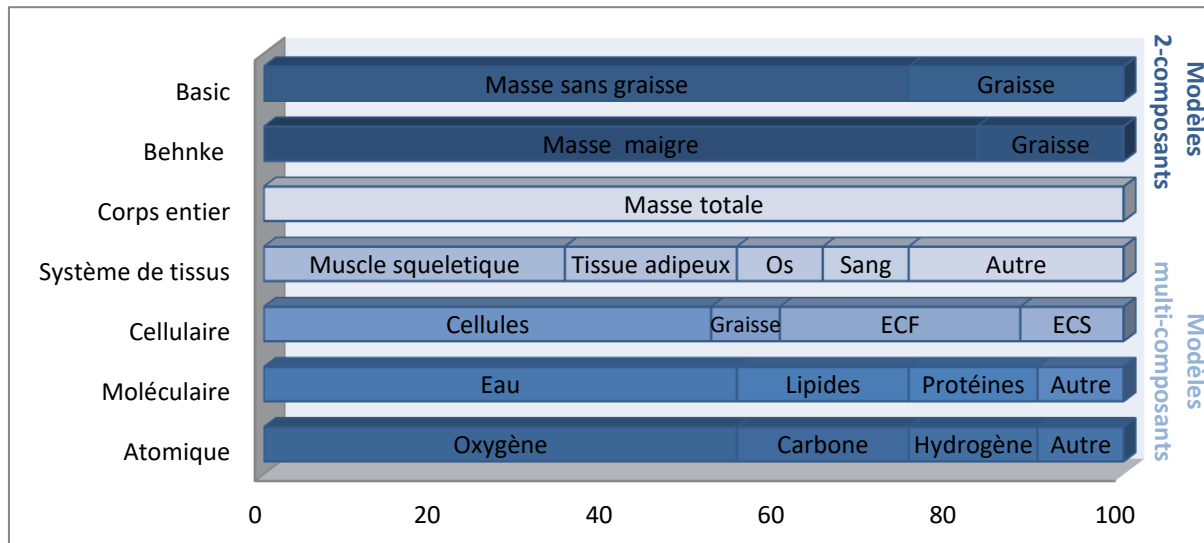 Basic
Masse sans graisse
Graisse
Behnke
Masse maigre
Graisse
Corps entier
Masse totale
Système de tissus
Muscle squeletique
Tissue adipeux
Os
Sang
Autre
Cellulaire
Cellules
Graisse
ECF
ECS
Moléculaire
Eau
Lipides
Protéines
Autre
Atomique
Oxygène
Carbone
Hydrogène
Autre
0 20 40 60 80 100
Modèles
2-composants
Modèles
multi-composants